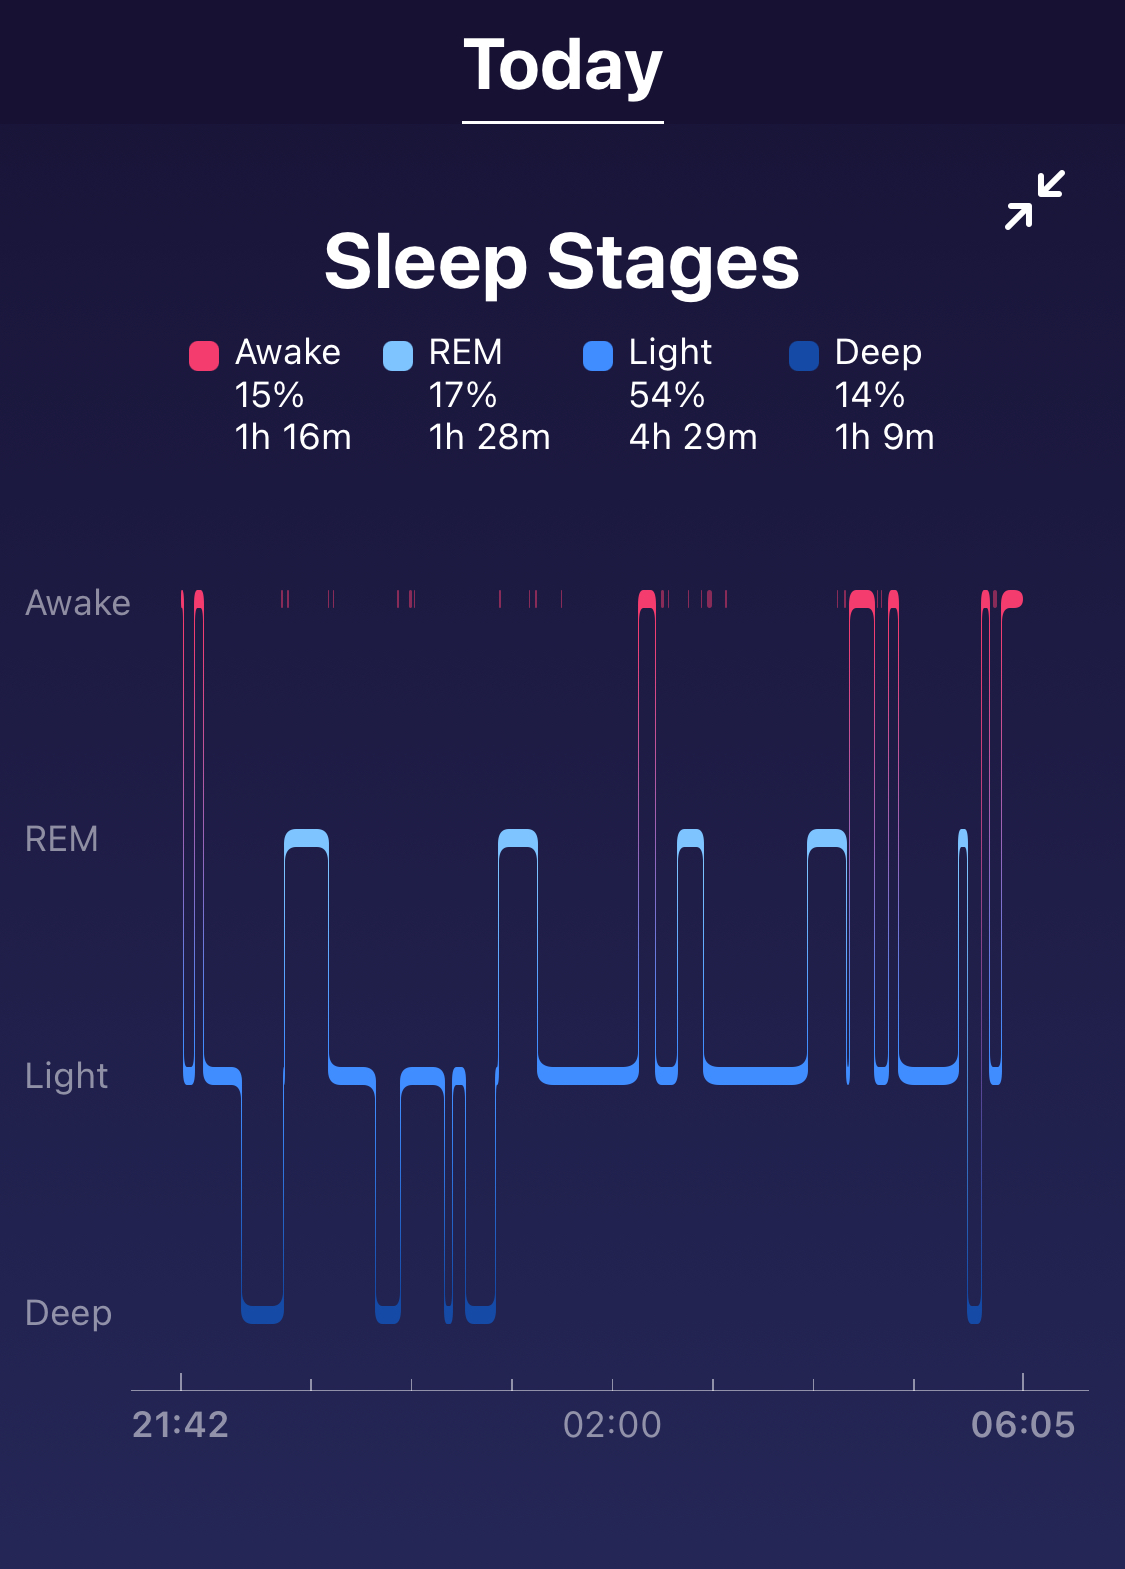 Today
Sleep Stages
Awake REM Light Deep
15% 17% 54% 14%
1h 16m 1h 28m 4h 29m 1h 9m
Awake
REM
Light
Deep
21:42 02:00 06:05